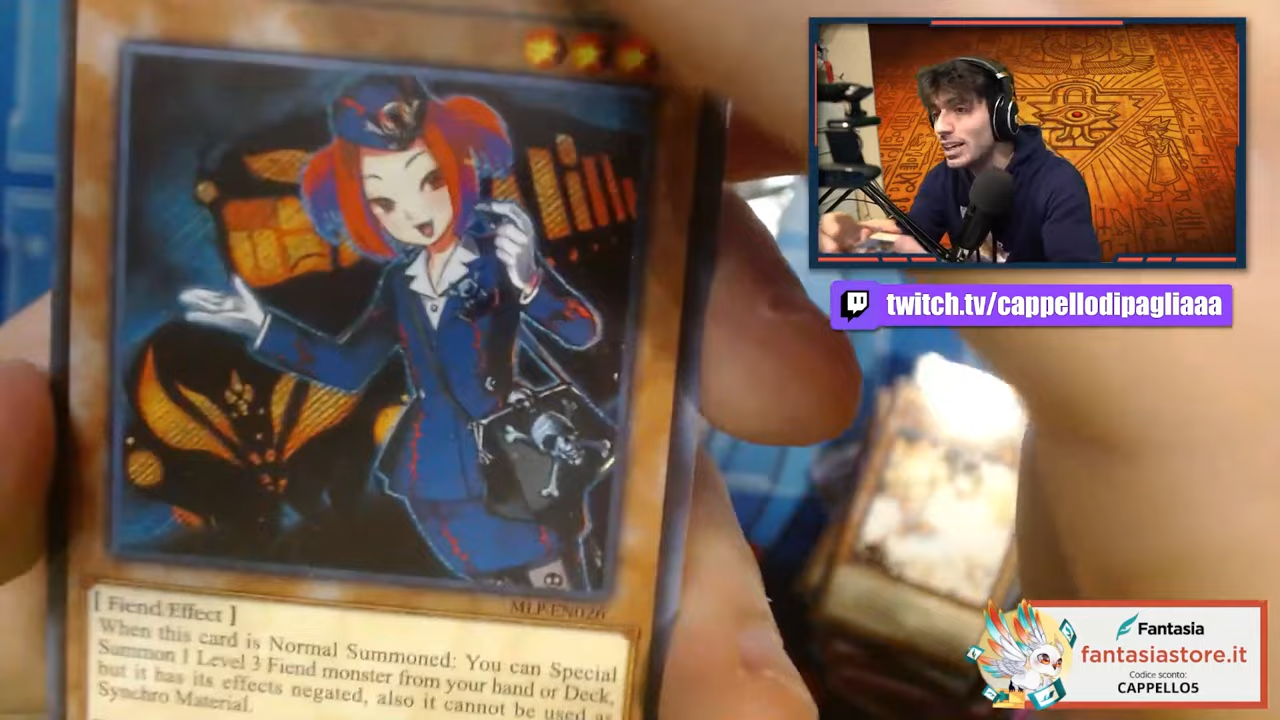 twitch.tv/cappellodipagliaaa
MLP-EN026
[ Fiend/Effect ]
When this card is Normal Summoned: You can Special
Summon 1 Level 3 Fiend monster from your hand or Deck,
but it has its effects negated, also it cannot be used as
Synchro Material.
Fantasia
fantasiastore.it
Codice sconto:
CAPPELLO5